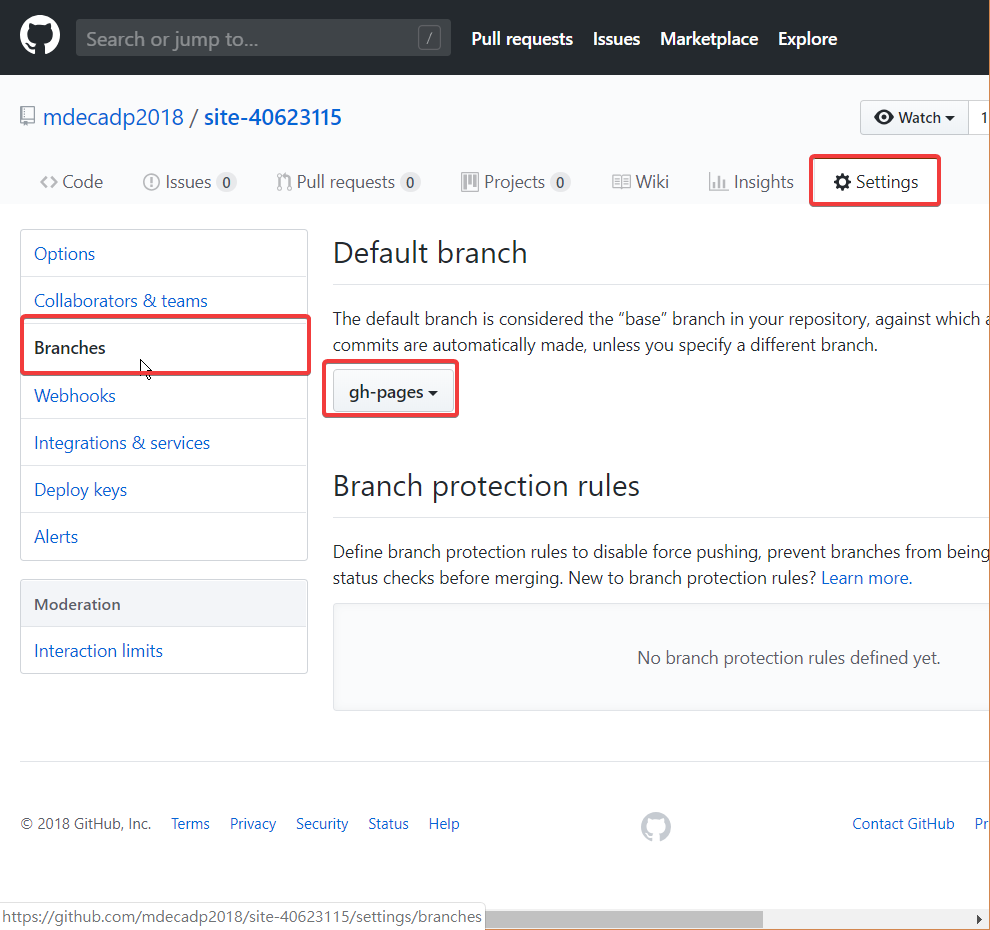 Search or jump to... / Pull requests Issues Marketplace Explore
mdecadp2018 / site-40623115 Watch 1
Code Issues 0 Pull requests 0 Projects 0 Wiki Insights Settings
Options
Collaborators & teams
Branches
Webhooks
Integrations & services
Deploy keys
Alerts
Moderation
Interaction limits
Default branch
The default branch is considered the “base” branch in your repository, against which
commits are automatically made, unless you specify a different branch.
gh-pages
Branch protection rules
Define branch protection rules to disable force pushing, prevent branches from being
status checks before merging. New to branch protection rules? Learn more.
No branch protection rules defined yet.
© 2018 GitHub, Inc. Terms Privacy Security Status Help Contact GitHub Pr
https://github.com/mdecadp2018/site-40623115/settings/branches